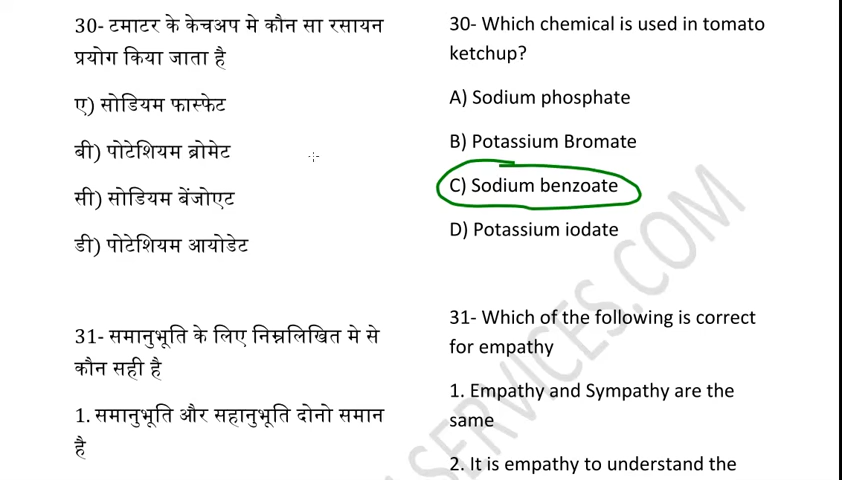 30- टमाटर के केचअप मे कौन सा रसायन
प्रयोग किया जाता है
ए) सोडियम फास्फेट
बी) पोटेशियम ब्रोमेट
सी) सोडियम बेंजोएट
डी) पोटेशियम आयोडेट
31- समानुभूति के लिए निम्नलिखित मे से
कौन सही है
1. समानुभूति और सहानुभूति दोनो समान
है
30- Which chemical is used in tomato
ketchup?
A) Sodium phosphate
B) Potassium Bromate
C) Sodium benzoate
D) Potassium iodate
31- Which of the following is correct
for empathy
1. Empathy and Sympathy are the
same
2. It is empathy to understand the
SERVICES.COM